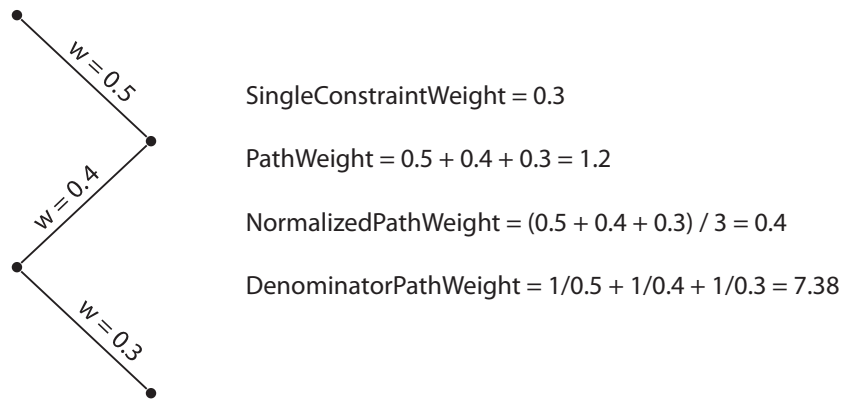 w = 0.5
SingleConstraintWeight = 0.3
PathWeight = 0.5 + 0.4 + 0.3 = 1.2
w = 0.4
NormalizedPathWeight = (0.5 + 0.4 + 0.3) / 3 = 0.4
DenominatorPathWeight = 1/0.5 + 1/0.4 + 1/0.3 = 7.38
w = 0.3